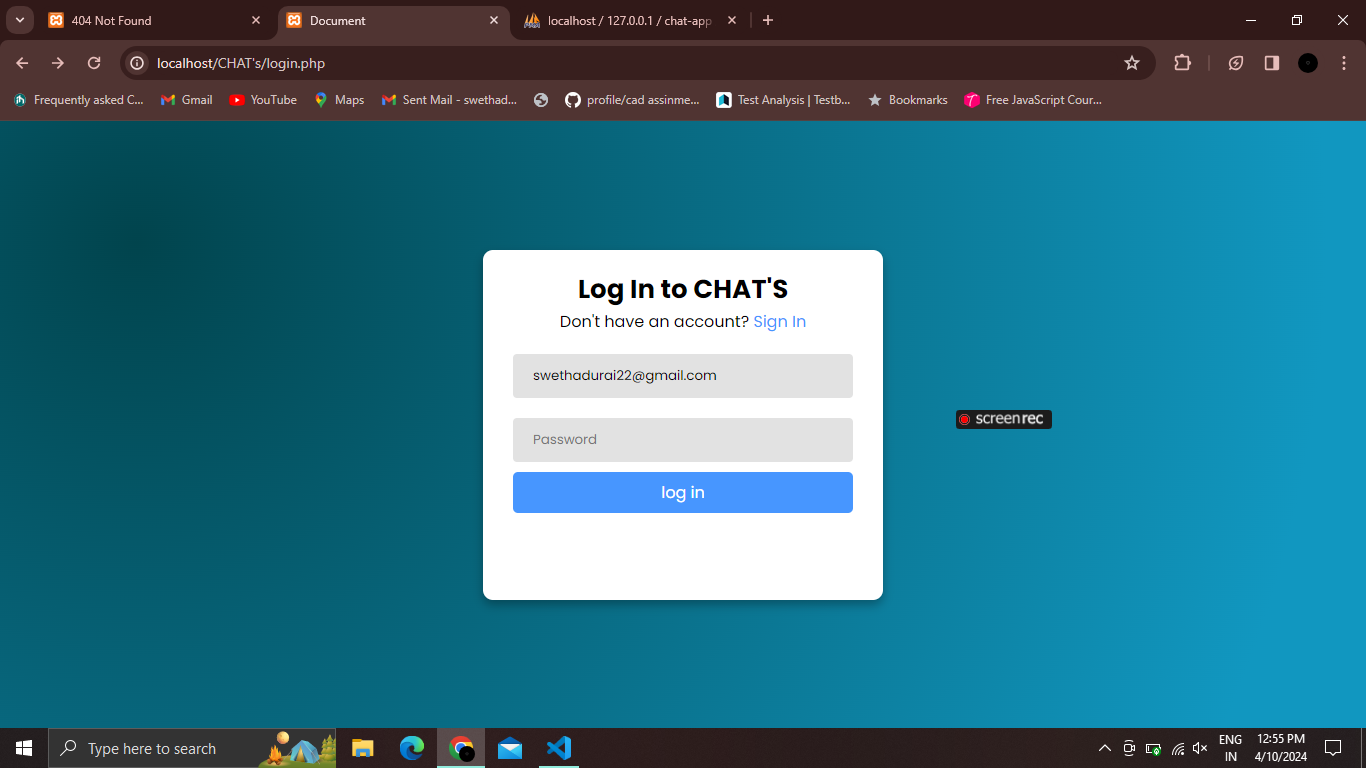 404 Not Found
Document
localhost / 127.0.0.1 / chat-app
localhost/CHAT's/login.php
Frequently asked C...
Gmail
YouTube
Maps
Sent Mail - swethad...
profile/cad assinme...
Test Analysis | Testb...
Bookmarks
Free JavaScript Cour...
Log In to CHAT'S
Don't have an account? Sign In
swethadurai22@gmail.com
screenrec
Password
log in
Type here to search
ENG
IN
12:55 PM
4/10/2024